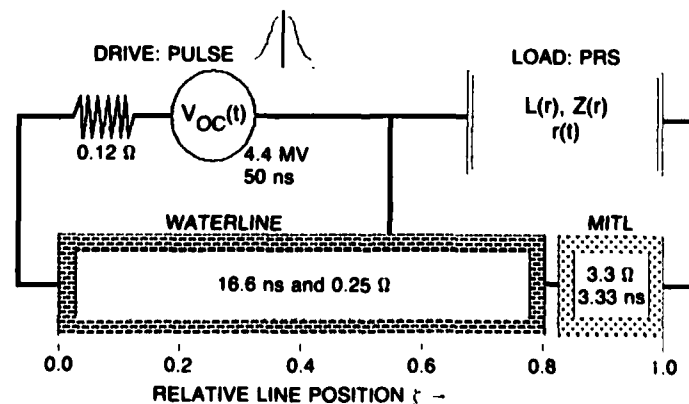 DRIVE: PULSE
LOAD: PRS
V_OC(t)
L(r), Z(r)
r(t)
0.12 Ω
4.4 MV
50 ns
WATERLINE
MITL
16.6 ns and 0.25 Ω
3.3 Ω
3.33 ns
0.0 0.2 0.4 0.6 0.8 1.0
RELATIVE LINE POSITION ζ →